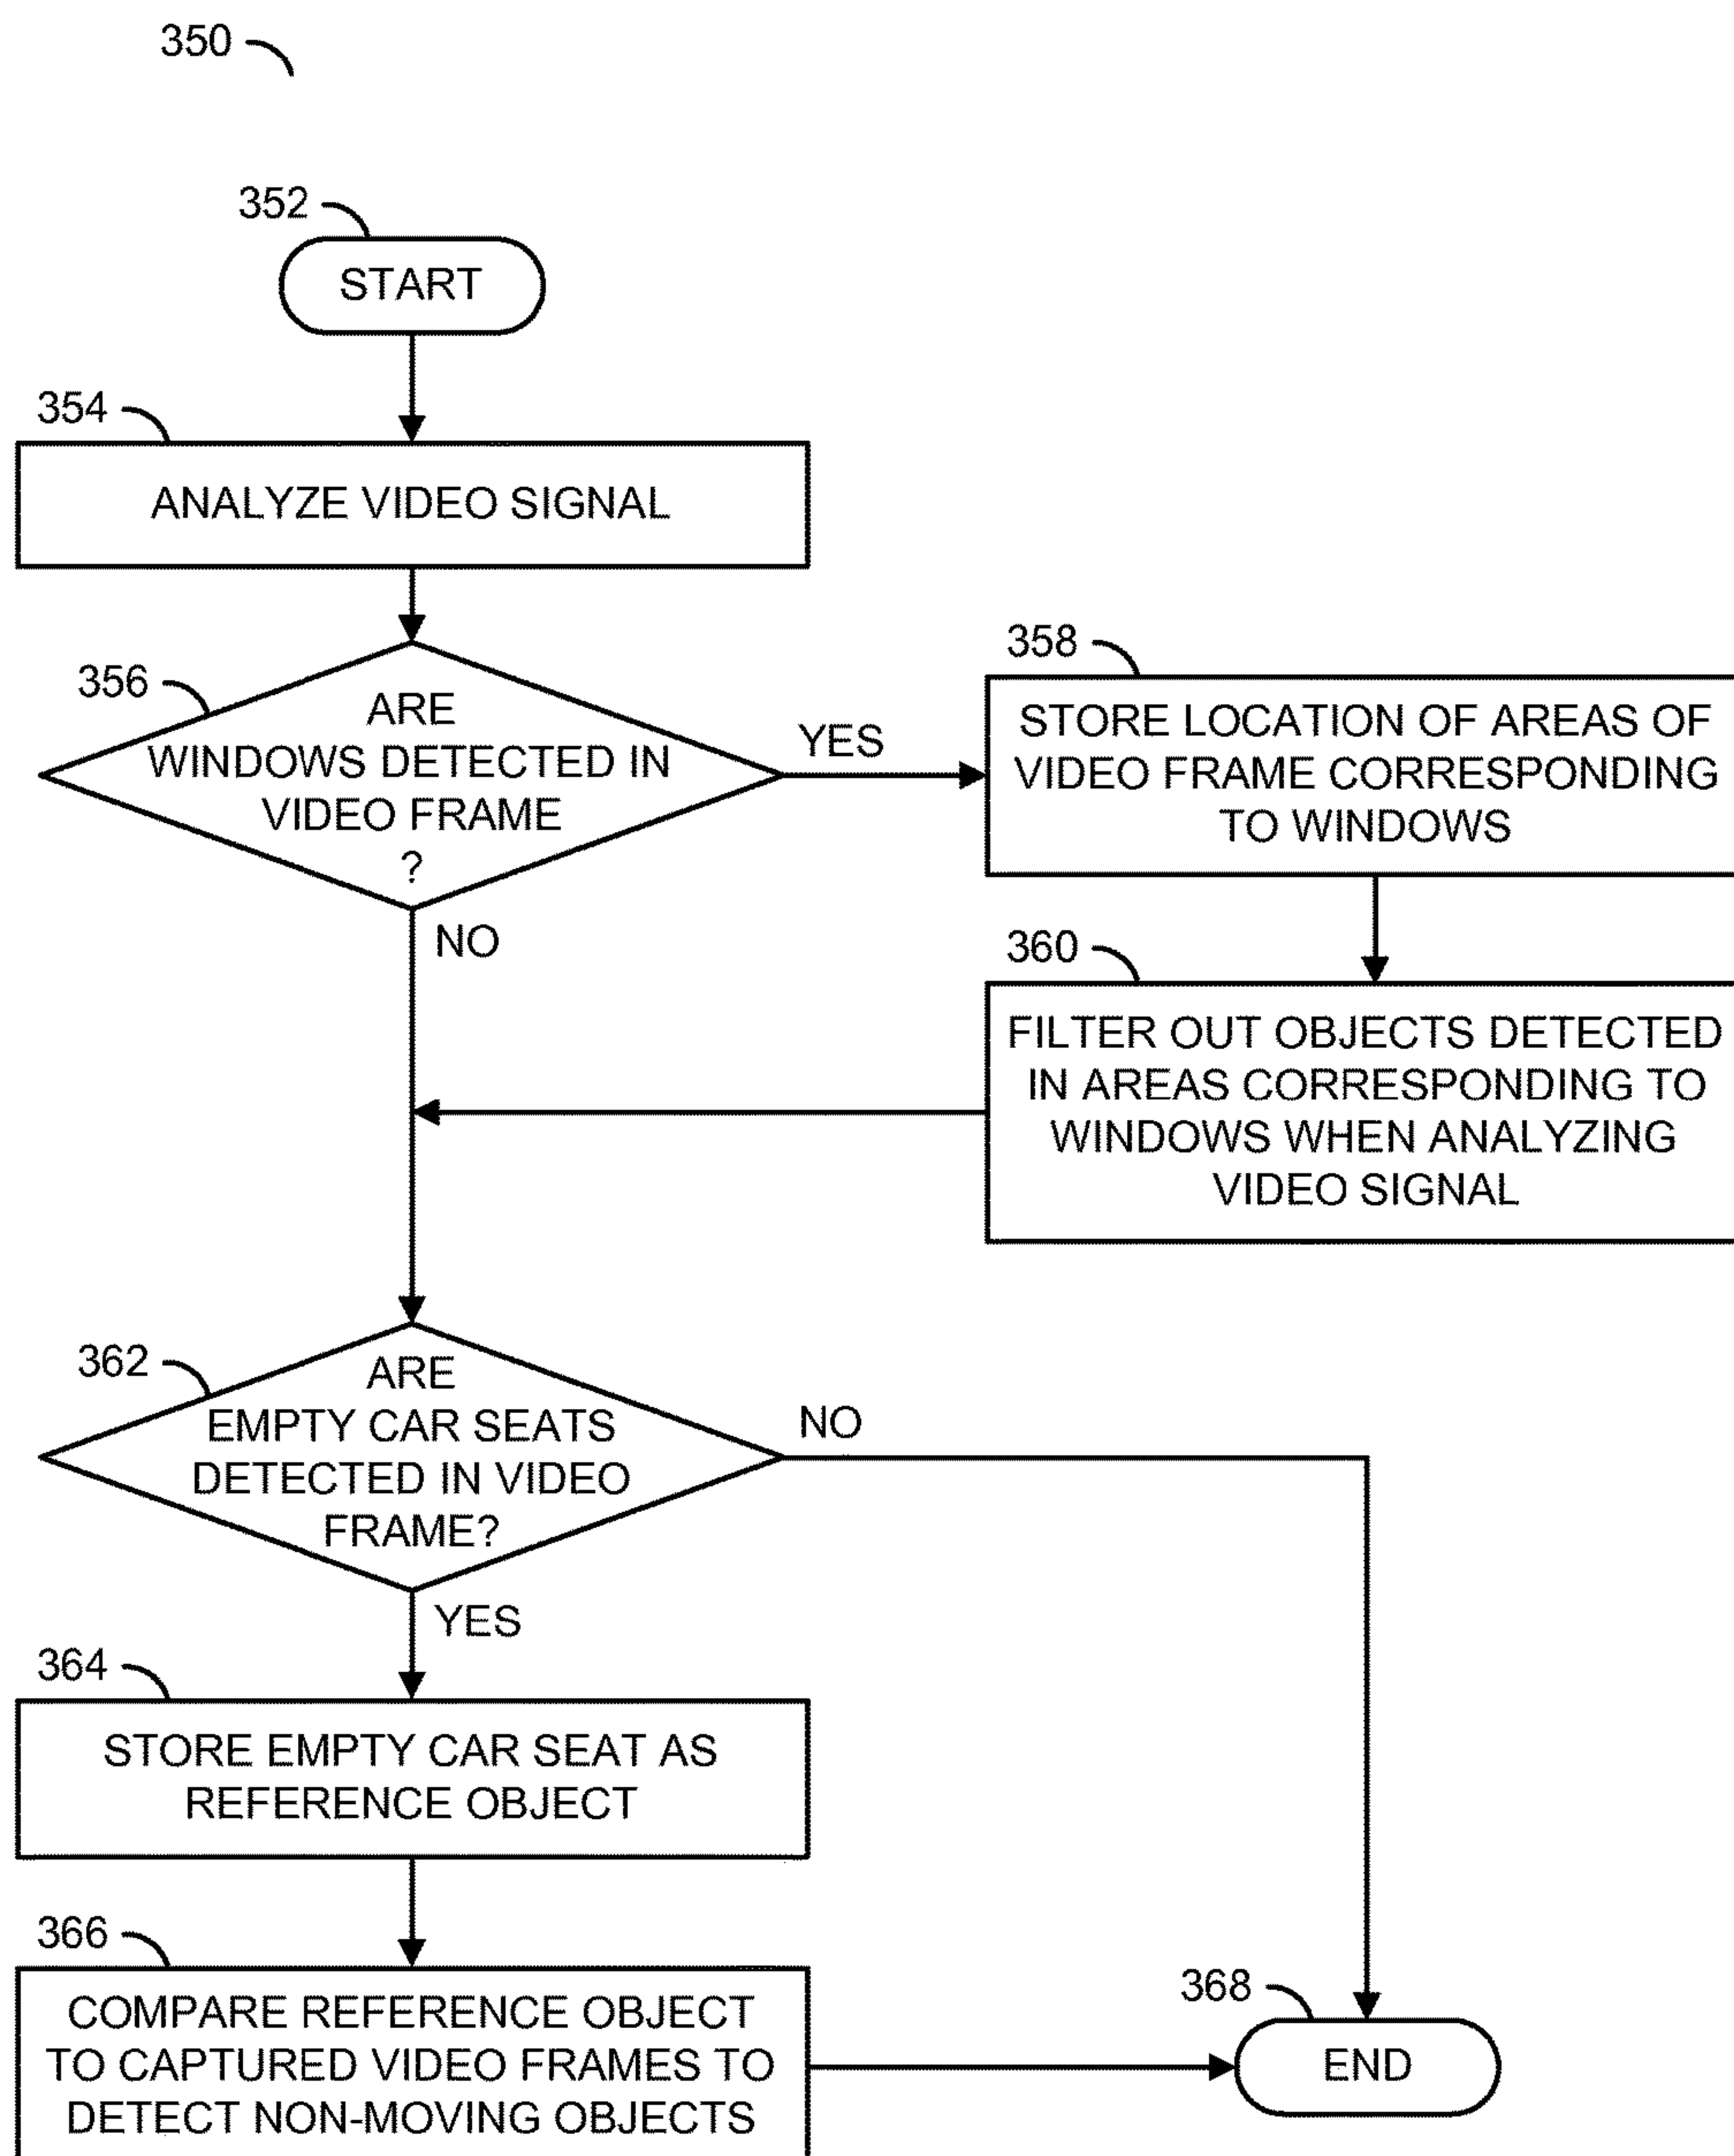 350
352
START
354
ANALYZE VIDEO SIGNAL
356
ARE
WINDOWS DETECTED IN
VIDEO FRAME
?
YES
NO
358
STORE LOCATION OF AREAS OF
VIDEO FRAME CORRESPONDING
TO WINDOWS
360
FILTER OUT OBJECTS DETECTED
IN AREAS CORRESPONDING TO
WINDOWS WHEN ANALYZING
VIDEO SIGNAL
362
ARE
EMPTY CAR SEATS
DETECTED IN VIDEO
FRAME?
NO
YES
364
STORE EMPTY CAR SEAT AS
REFERENCE OBJECT
366
COMPARE REFERENCE OBJECT
TO CAPTURED VIDEO FRAMES TO
DETECT NON-MOVING OBJECTS
368
END